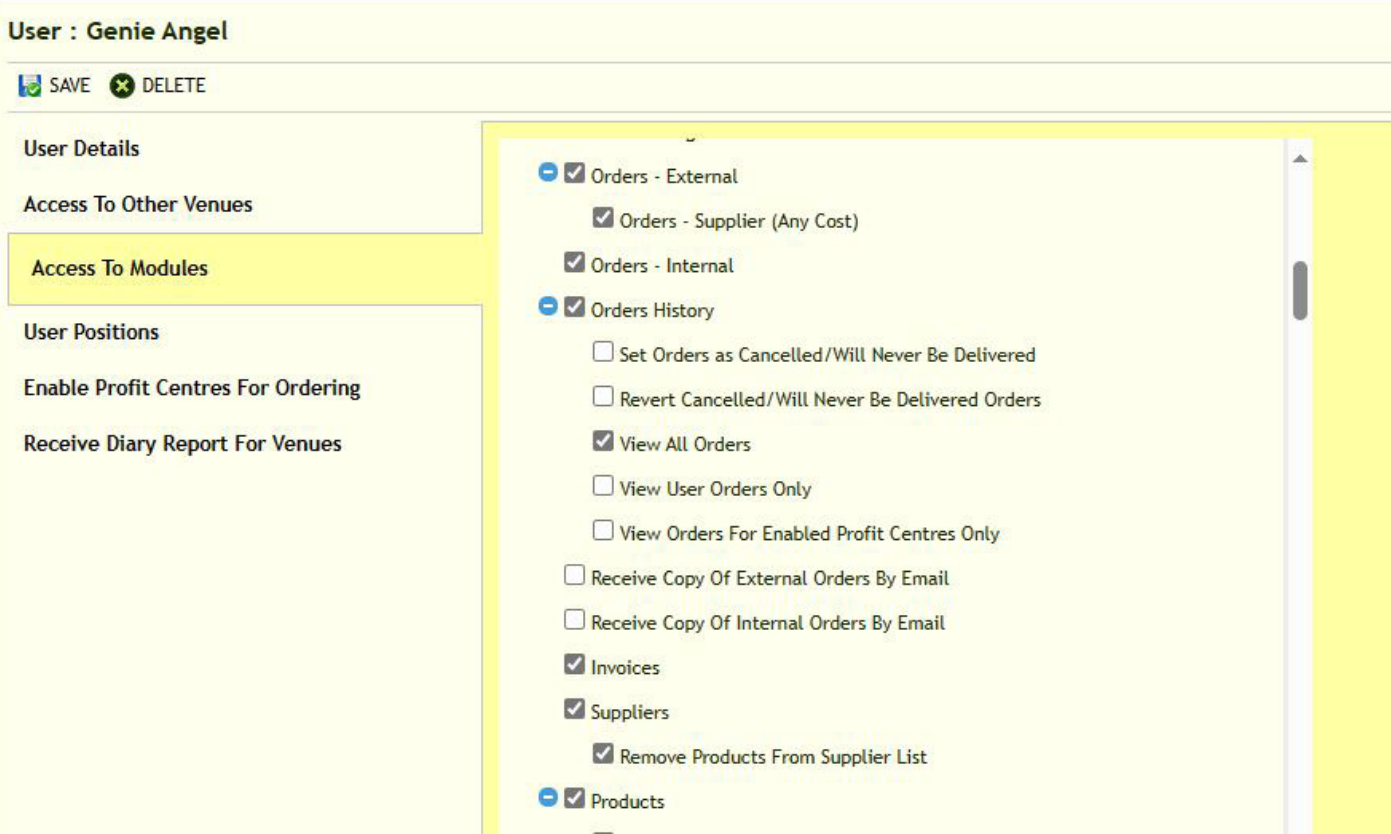 User : Genie Angel
SAVE DELETE
User Details
Access To Other Venues
Access To Modules
User Positions
Enable Profit Centres For Ordering
Receive Diary Report For Venues
Orders - External
Orders - Supplier (Any Cost)
Orders - Internal
Orders History
Set Orders as Cancelled/Will Never Be Delivered
Revert Cancelled/Will Never Be Delivered Orders
View All Orders
View User Orders Only
View Orders For Enabled Profit Centres Only
Receive Copy Of External Orders By Email
Receive Copy Of Internal Orders By Email
Invoices
Suppliers
Remove Products From Supplier List
Products